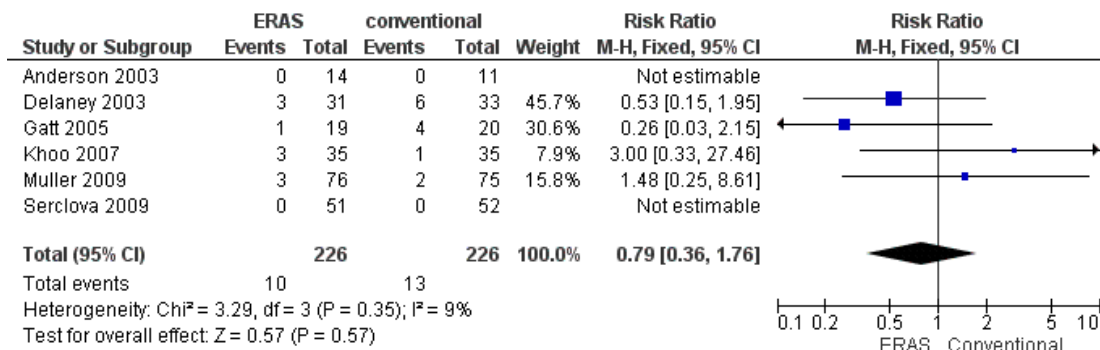 ERAS conventional Risk Ratio Risk Ratio
Study or Subgroup Events Total Events Total Weight M-H, Fixed, 95% CI M-H, Fixed, 95% CI
Anderson 2003 0 14 0 11 Not estimable
Delaney 2003 3 31 6 33 45.7% 0.53 [0.15, 1.95]
Gatt 2005 1 19 4 20 30.6% 0.26 [0.03, 2.15]
Khoo 2007 3 35 1 35 7.9% 3.00 [0.33, 27.46]
Muller 2009 3 76 2 75 15.8% 1.48 [0.25, 8.61]
Serclova 2009 0 51 0 52 Not estimable
Total (95% CI) 226 226 100.0% 0.79 [0.36, 1.76]
Total events 10 13
Heterogeneity: Chi² = 3.29, df = 3 (P = 0.35); I² = 9%
Test for overall effect: Z = 0.57 (P = 0.57)
0.1 0.2 0.5 1 2 5 10
ERAS Conventional